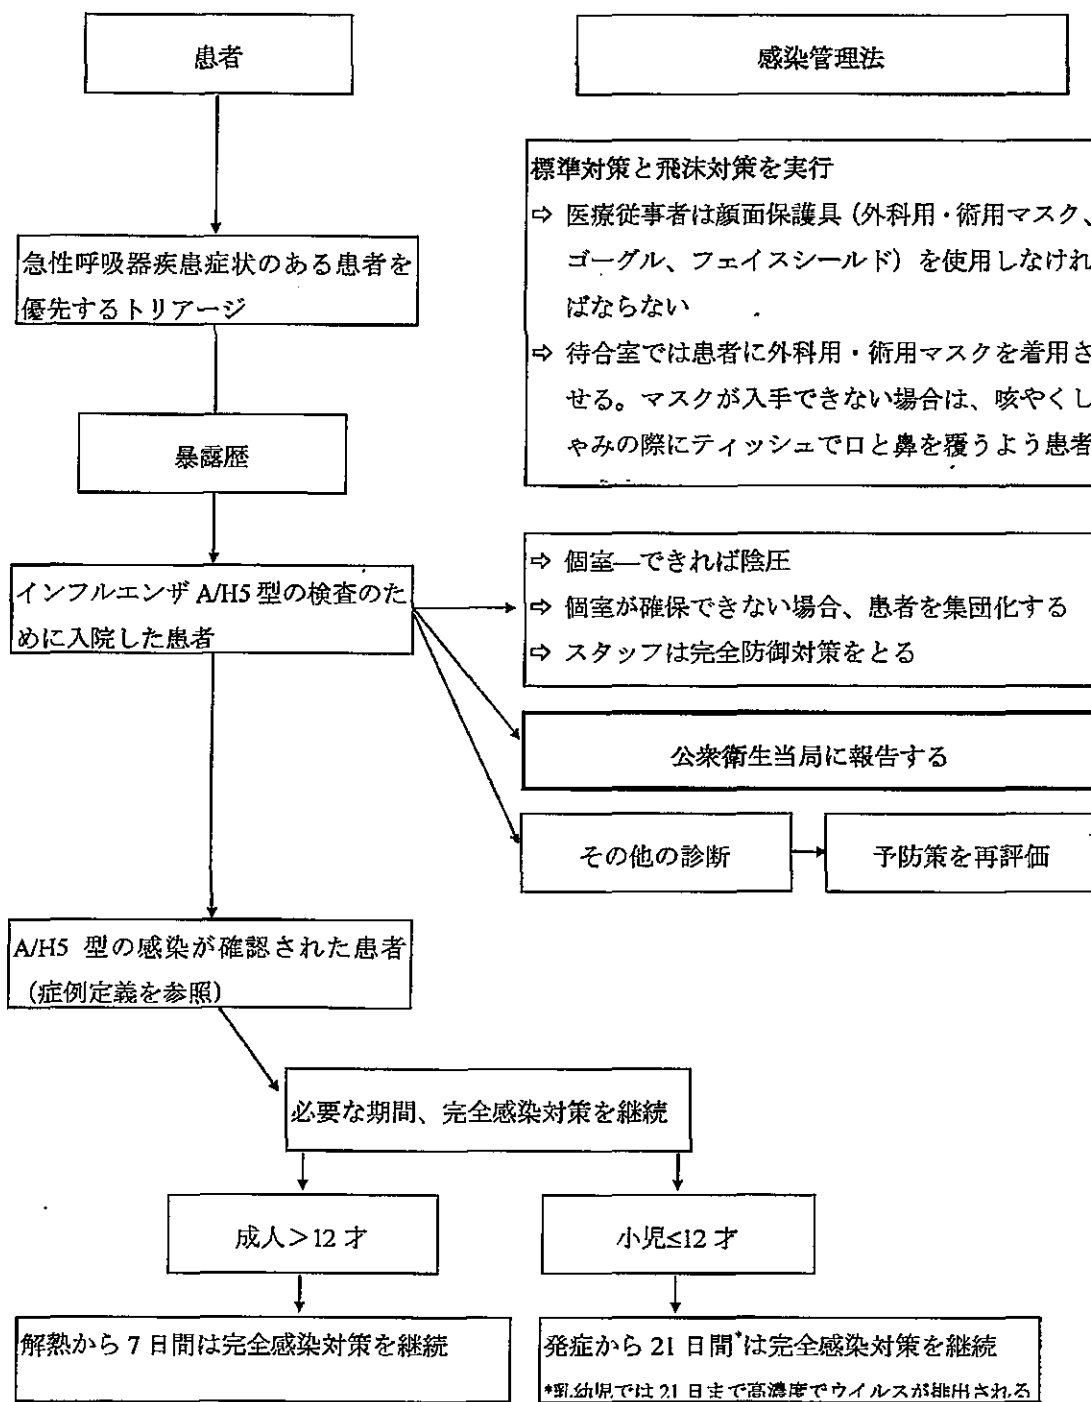 患者
感染管理法
標準対策と飛沫対策を実行
⇨ 医療従事者は顔面保護具（外科用・術用マスク、
ゴーグル、フェイスシールド）を使用しなけれ
ばならない
⇨ 待合室では患者に外科用・術用マスクを着用さ
せる。マスクが入手できない場合は、咳やくし
ゃみの際にティッシュで口と鼻を覆うよう患者
急性呼吸器疾患症状のある患者を
優先するトリアージ
暴露歴
インフルエンザ A/H5 型の検査のた
めに入院した患者
⇨ 個室―できれば陰圧
⇨ 個室が確保できない場合、患者を集団化する
⇨ スタッフは完全防御対策をとる
公衆衛生当局に報告する
その他の診断
予防策を再評価
A/H5 型の感染が確認された患者
（症例定義を参照）
必要な期間、完全感染対策を継続
成人＞12 才
小児≤12 才
解熱から 7 日間は完全感染対策を継続
発症から 21 日間*は完全感染対策を継続
*乳幼児では 21 日まで高濃度でウイルスが排出される